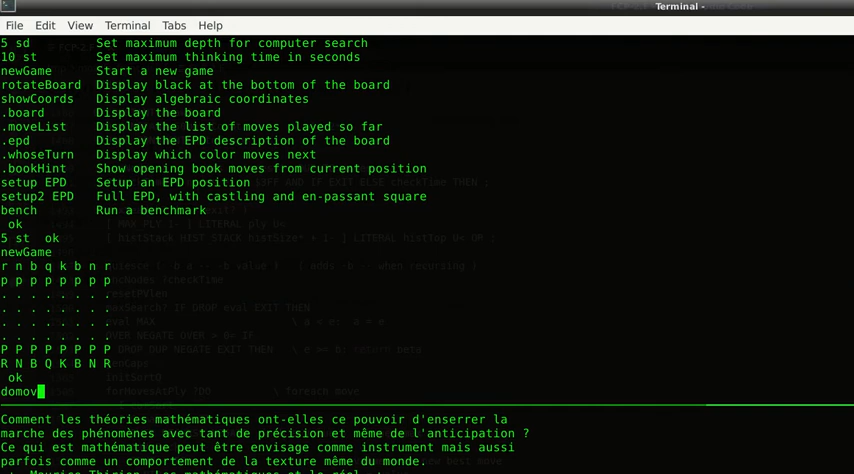 Terminal -
File Edit View Terminal Tabs Help
5 sd Set maximum depth for computer search
10 st Set maximum thinking time in seconds
newGame Start a new game
rotateBoard Display black at the bottom of the board
showCoords Display algebraic coordinates
.board Display the board
.moveList Display the list of moves played so far
.epd Display the EPD description of the board
.whoseTurn Display which color moves next
.bookHint Show opening book moves from current position
setup EPD Setup an EPD position
setup2 EPD Full EPD, with castling and en-passant square
bench Run a benchmark
ok
5 st ok
newGame
r n b q k b n r
p p p p p p p p
. . . . . . . .
. . . . . . . .
. . . . . . . .
. . . . . . . .
P P P P P P P P
R N B Q K B N R
ok
domov
Comment les théories mathématiques ont-elles ce pouvoir d'enserrer la
marche des phénomènes avec tant de précision et même de l'anticipation ?
Ce qui est mathématique peut être envisage comme instrument mais aussi
parfois comme un comportement de la texture même du monde.